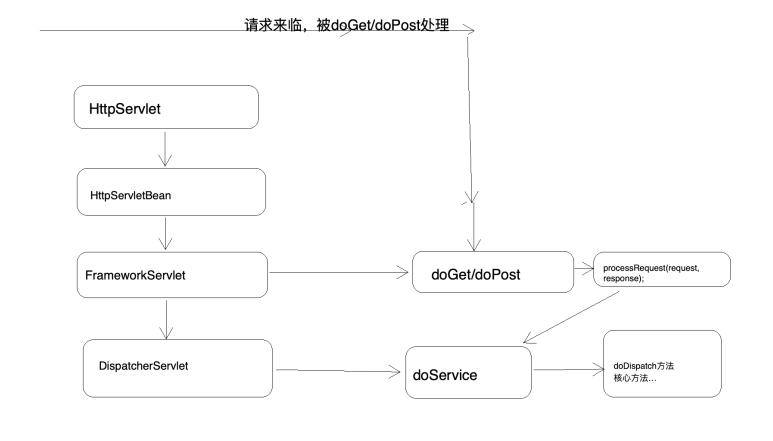 请求来临，被doGet/doPost处理
HttpServlet
HttpServletBean
FrameworkServlet
doGet/doPost
processRequest(request,
response);
DispatcherServlet
doService
doDispatch方法
核心方法...